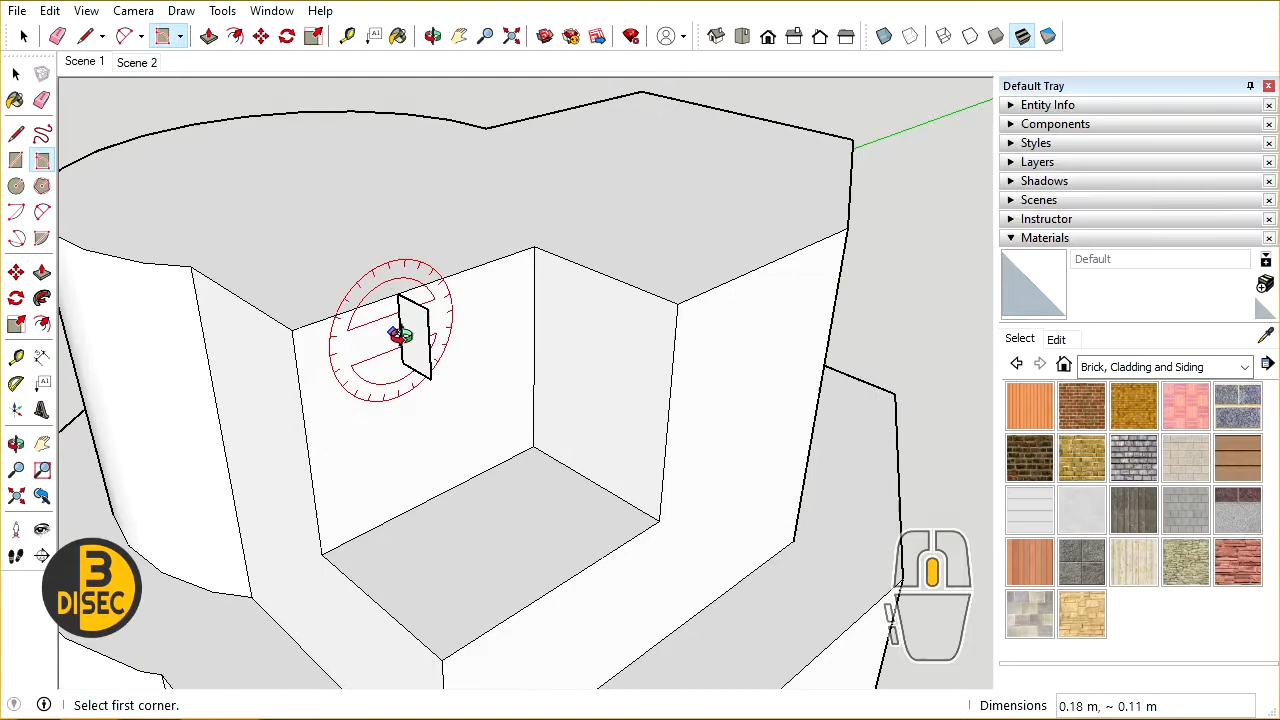 File Edit View Camera Draw Tools Window Help
Scene 1 Scene 2
Default Tray
Entity Info
Components
Styles
Layers
Shadows
Scenes
Instructor
Materials
Default
Select Edit
Brick, Cladding and Siding
3
DISEC
Select first corner.
Dimensions 0.18 m, ~ 0.11 m